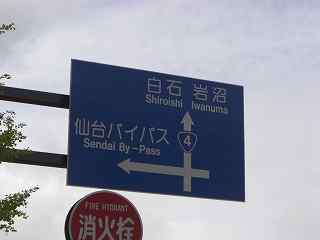 白石 岩沼
Shiroishi Iwanuma
仙台バイパス
Sendai By-Pass
4
FIRE HYDRANT
消火栓